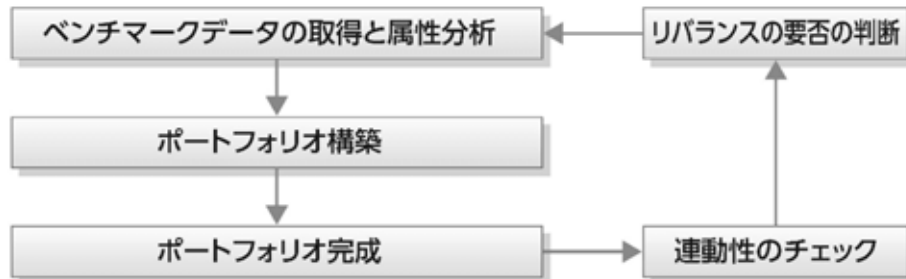 ベンチマークデータの取得と属性分析
リバランスの要否の判断
ポートフォリオ構築
ポートフォリオ完成
連動性のチェック